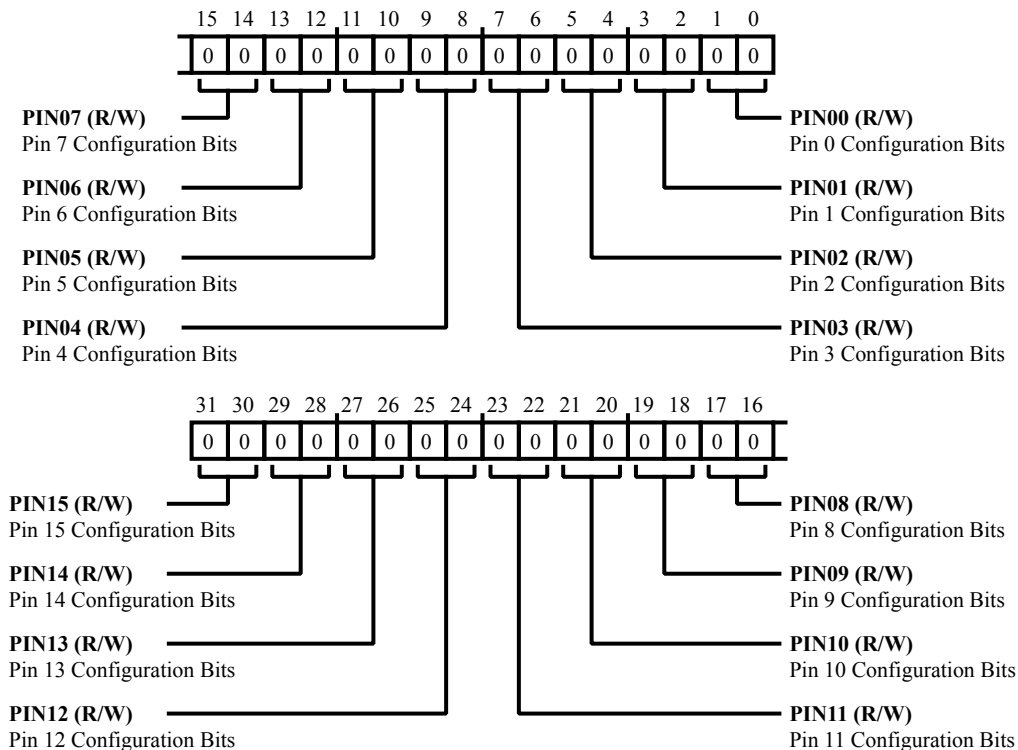 15 14 13 12 11 10 9 8 7 6 5 4 3 2 1 0
0 0 0 0 0 0 0 0 0 0 0 0 0 0 0 0
PIN07 (R/W)
Pin 7 Configuration Bits
PIN00 (R/W)
Pin 0 Configuration Bits
PIN06 (R/W)
Pin 6 Configuration Bits
PIN01 (R/W)
Pin 1 Configuration Bits
PIN05 (R/W)
Pin 5 Configuration Bits
PIN02 (R/W)
Pin 2 Configuration Bits
PIN04 (R/W)
Pin 4 Configuration Bits
PIN03 (R/W)
Pin 3 Configuration Bits
31 30 29 28 27 26 25 24 23 22 21 20 19 18 17 16
0 0 0 0 0 0 0 0 0 0 0 0 0 0 0 0
PIN15 (R/W)
Pin 15 Configuration Bits
PIN08 (R/W)
Pin 8 Configuration Bits
PIN14 (R/W)
Pin 14 Configuration Bits
PIN09 (R/W)
Pin 9 Configuration Bits
PIN13 (R/W)
Pin 13 Configuration Bits
PIN10 (R/W)
Pin 10 Configuration Bits
PIN12 (R/W)
Pin 12 Configuration Bits
PIN11 (R/W)
Pin 11 Configuration Bits